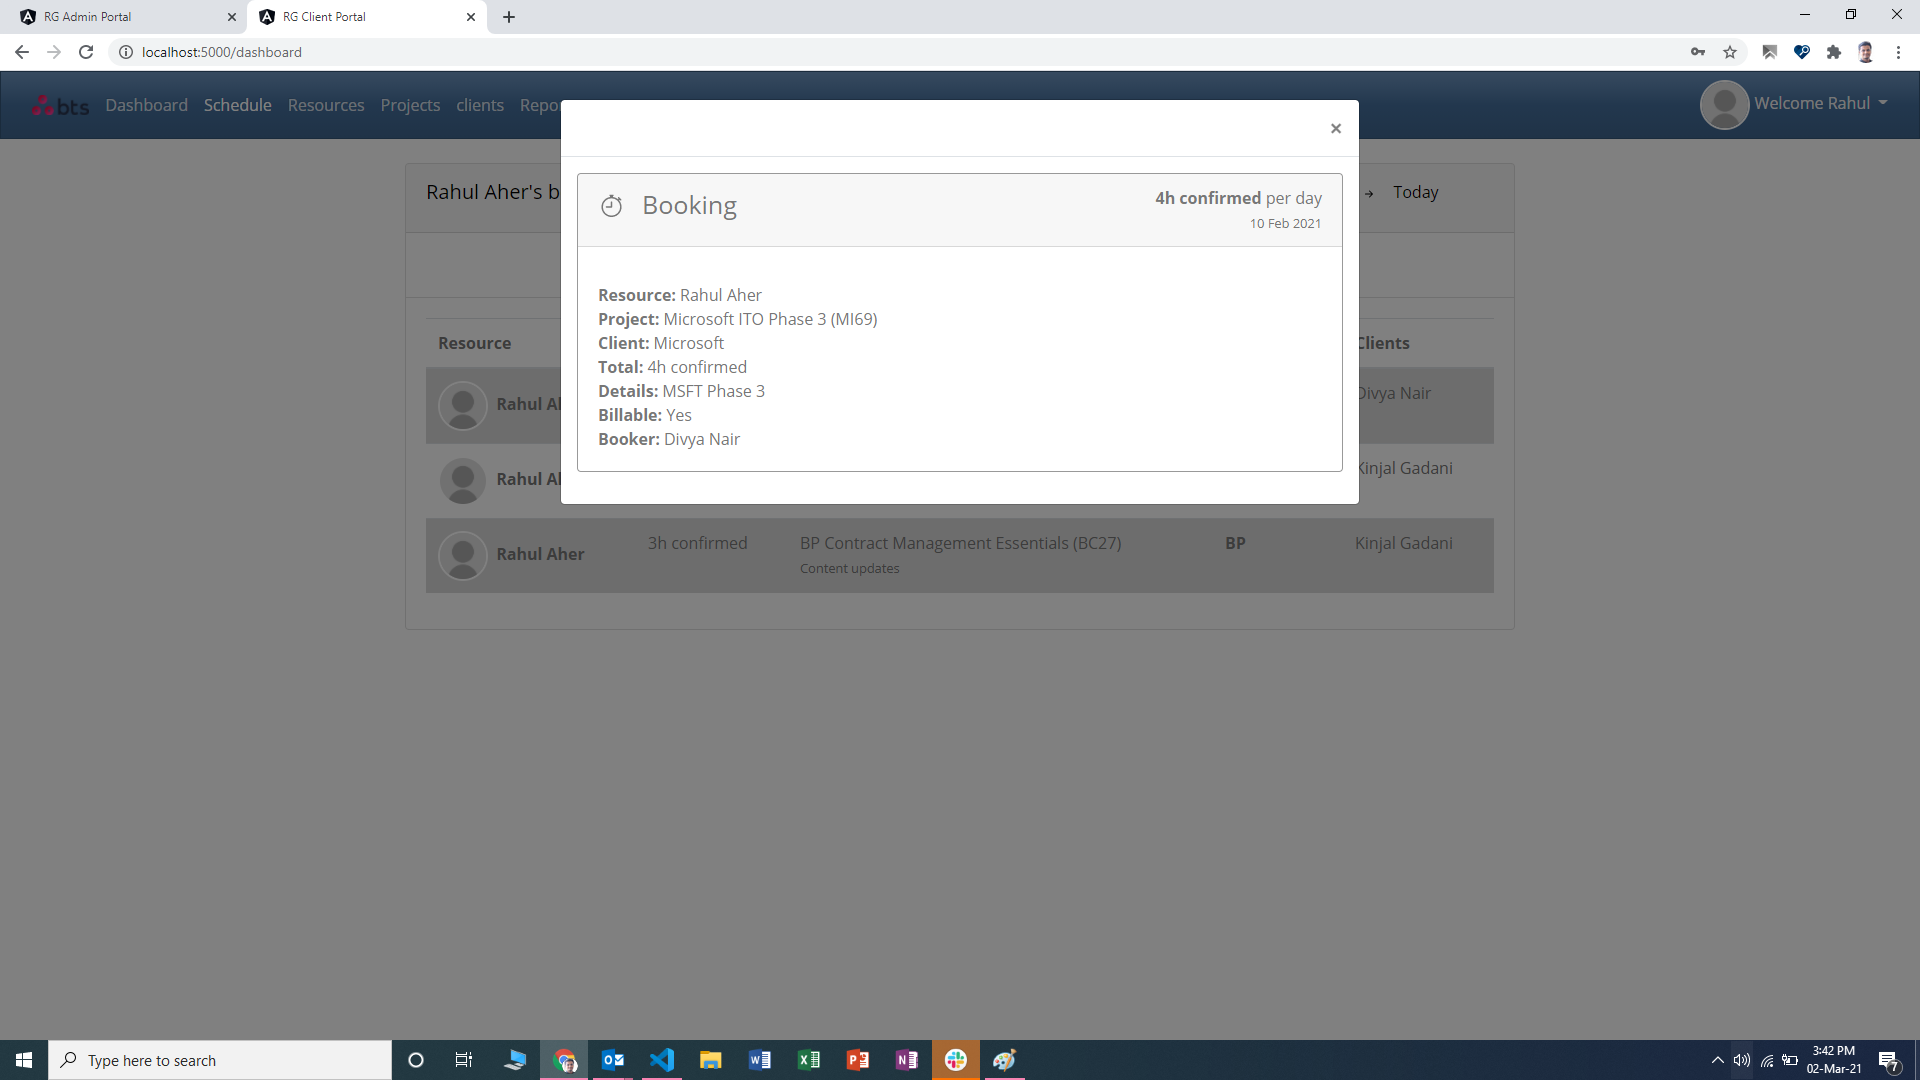 RG Admin Portal
RG Client Portal
localhost:5000/dashboard
bts Dashboard Schedule Resources Projects clients Repo
Welcome Rahul
Rahul Aher's b
→ Today
×
Booking
4h confirmed per day
10 Feb 2021
Resource: Rahul Aher
Project: Microsoft ITO Phase 3 (MI69)
Client: Microsoft
Total: 4h confirmed
Details: MSFT Phase 3
Billable: Yes
Booker: Divya Nair
Resource
Clients
Rahul A
Divya Nair
Rahul A
Kinjal Gadani
Rahul Aher 3h confirmed BP Contract Management Essentials (BC27) BP Kinjal Gadani
Content updates
Type here to search
3:42 PM
02-Mar-21
7